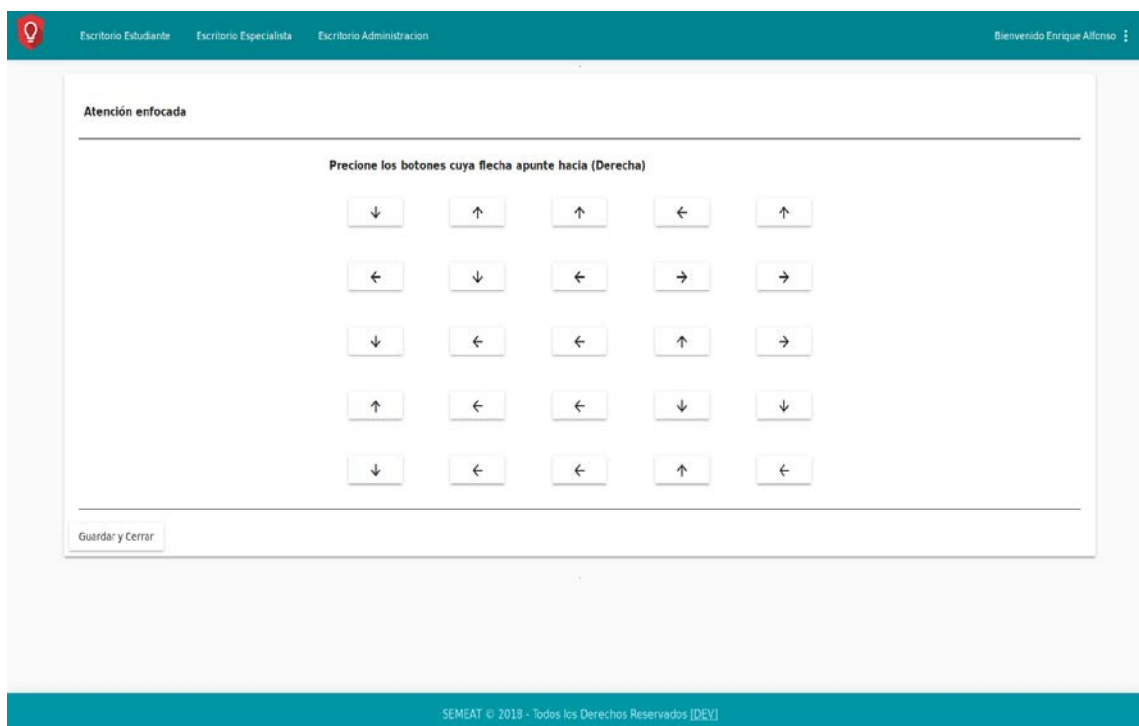 Escritorio Estudiante Escritorio Especialista Escritorio Administracion Bienvenido Enrique Alfonso
Atención enfocada
Precione los botones cuya flecha apunte hacia (Derecha)
↓ ↑ ↑ ← ↑
← ↓ ← → →
↓ ← ← ↑ →
↑ ← ← ↓ ↓
↓ ← ← ↑ ←
Guardar y Cerrar
SEMEAT © 2018 - Todos los Derechos Reservados [DEV]